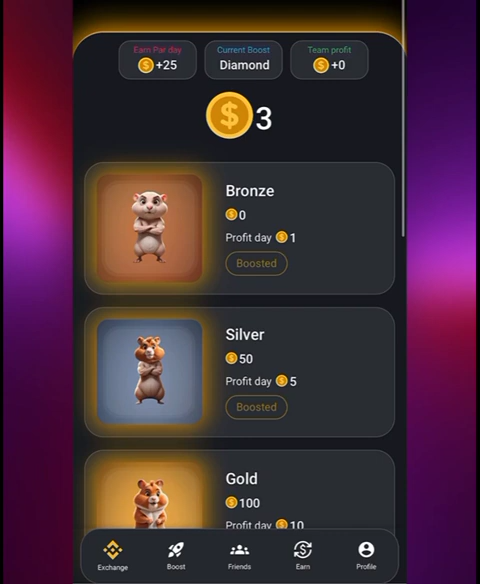 Earn Par day
+25
Current Boost
Diamond
Team profit
+0
3
Bronze
0
Profit day 1
Boosted
Silver
50
Profit day 5
Boosted
Gold
100
Profit day 10
Exchange
Boost
Friends
Earn
Profile